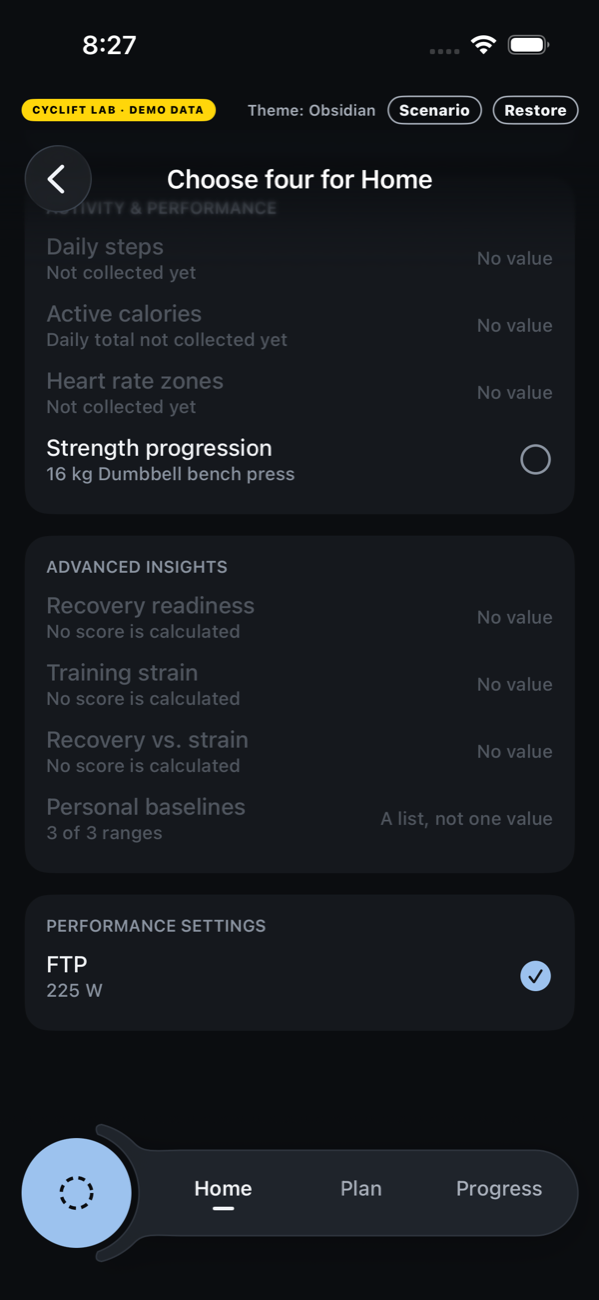 8:27
CYCLIFT LAB · DEMO DATA
Theme: Obsidian
Scenario
Restore
Choose four for Home
ACTIVITY & PERFORMANCE
Daily steps
Not collected yet
No value
Active calories
Daily total not collected yet
No value
Heart rate zones
Not collected yet
No value
Strength progression
16 kg Dumbbell bench press
ADVANCED INSIGHTS
Recovery readiness
No score is calculated
No value
Training strain
No score is calculated
No value
Recovery vs. strain
No score is calculated
No value
Personal baselines
3 of 3 ranges
A list, not one value
PERFORMANCE SETTINGS
FTP
225 W
Home
Plan
Progress